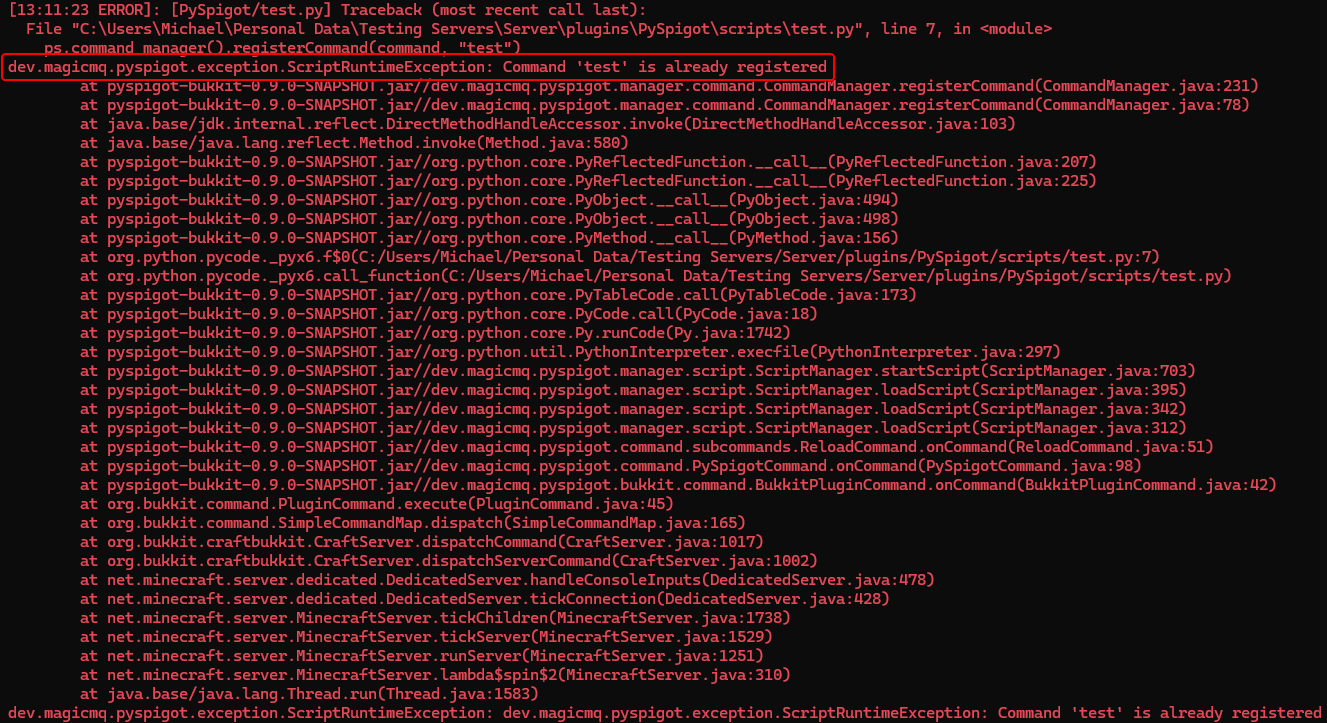 [13:11:23 ERROR]: [PySpigot/test.py] Traceback (most recent call last):
File "C:\Users\Michael\Personal Data\Testing Servers\Server\plugins\PySpigot\scripts\test.py", line 7, in <module>
ps.command_manager().registerCommand(command, "test")
dev.magicmq.pyspigot.exception.ScriptRuntimeException: Command 'test' is already registered
at pyspigot-bukkit-0.9.0-SNAPSHOT.jar//dev.magicmq.pyspigot.manager.command.CommandManager.registerCommand(CommandManager.java:231)
at pyspigot-bukkit-0.9.0-SNAPSHOT.jar//dev.magicmq.pyspigot.manager.command.CommandManager.registerCommand(CommandManager.java:78)
at java.base/jdk.internal.reflect.DirectMethodHandleAccessor.invoke(DirectMethodHandleAccessor.java:103)
at java.base/java.lang.reflect.Method.invoke(Method.java:580)
at pyspigot-bukkit-0.9.0-SNAPSHOT.jar//org.python.core.PyReflectedFunction.__call__(PyReflectedFunction.java:207)
at pyspigot-bukkit-0.9.0-SNAPSHOT.jar//org.python.core.PyReflectedFunction.__call__(PyReflectedFunction.java:225)
at pyspigot-bukkit-0.9.0-SNAPSHOT.jar//org.python.core.PyObject.__call__(PyObject.java:494)
at pyspigot-bukkit-0.9.0-SNAPSHOT.jar//org.python.core.PyObject.__call__(PyObject.java:498)
at pyspigot-bukkit-0.9.0-SNAPSHOT.jar//org.python.core.PyMethod.__call__(PyMethod.java:156)
at org.python.pycode._pyx6.f$0(C:/Users/Michael/Personal Data/Testing Servers/Server/plugins/PySpigot/scripts/test.py:7)
at org.python.pycode._pyx6.call_function(C:/Users/Michael/Personal Data/Testing Servers/Server/plugins/PySpigot/scripts/test.py)
at pyspigot-bukkit-0.9.0-SNAPSHOT.jar//org.python.core.PyTableCode.call(PyTableCode.java:173)
at pyspigot-bukkit-0.9.0-SNAPSHOT.jar//org.python.core.PyCode.call(PyCode.java:18)
at pyspigot-bukkit-0.9.0-SNAPSHOT.jar//org.python.core.Py.runCode(Py.java:1742)
at pyspigot-bukkit-0.9.0-SNAPSHOT.jar//org.python.util.PythonInterpreter.execfile(PythonInterpreter.java:297)
at pyspigot-bukkit-0.9.0-SNAPSHOT.jar//dev.magicmq.pyspigot.manager.script.ScriptManager.startScript(ScriptManager.java:703)
at pyspigot-bukkit-0.9.0-SNAPSHOT.jar//dev.magicmq.pyspigot.manager.script.ScriptManager.loadScript(ScriptManager.java:395)
at pyspigot-bukkit-0.9.0-SNAPSHOT.jar//dev.magicmq.pyspigot.manager.script.ScriptManager.loadScript(ScriptManager.java:342)
at pyspigot-bukkit-0.9.0-SNAPSHOT.jar//dev.magicmq.pyspigot.manager.script.ScriptManager.loadScript(ScriptManager.java:312)
at pyspigot-bukkit-0.9.0-SNAPSHOT.jar//dev.magicmq.pyspigot.command.subcommands.ReloadCommand.onCommand(ReloadCommand.java:51)
at pyspigot-bukkit-0.9.0-SNAPSHOT.jar//dev.magicmq.pyspigot.command.PySpigotCommand.onCommand(PySpigotCommand.java:98)
at pyspigot-bukkit-0.9.0-SNAPSHOT.jar//dev.magicmq.pyspigot.bukkit.command.BukkitPluginCommand.onCommand(BukkitPluginCommand.java:42)
at org.bukkit.command.PluginCommand.execute(PluginCommand.java:45)
at org.bukkit.command.SimpleCommandMap.dispatch(SimpleCommandMap.java:165)
at org.bukkit.craftbukkit.CraftServer.dispatchCommand(CraftServer.java:1017)
at org.bukkit.craftbukkit.CraftServer.dispatchServerCommand(CraftServer.java:1002)
at net.minecraft.server.dedicated.DedicatedServer.handleConsoleInputs(DedicatedServer.java:478)
at net.minecraft.server.dedicated.DedicatedServer.tickConnection(DedicatedServer.java:428)
at net.minecraft.server.MinecraftServer.tickChildren(MinecraftServer.java:1738)
at net.minecraft.server.MinecraftServer.tickServer(MinecraftServer.java:1529)
at net.minecraft.server.MinecraftServer.runServer(MinecraftServer.java:1251)
at net.minecraft.server.MinecraftServer.lambda$spin$2(MinecraftServer.java:310)
at java.base/java.lang.Thread.run(Thread.java:1583)
dev.magicmq.pyspigot.exception.ScriptRuntimeException: dev.magicmq.pyspigot.exception.ScriptRuntimeException: Command 'test' is already registered